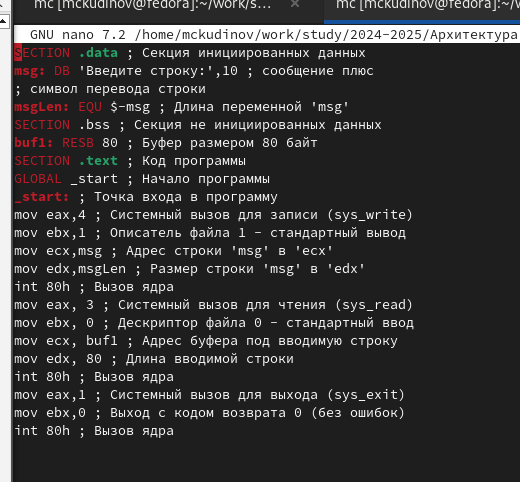 mc [mckudinov@fedora]:~/work/s... × mc [mckudinov@fedora]:~/wor
GNU nano 7.2 /home/mckudinov/work/study/2024-2025/Архитектура
SECTION .data ; Секция инициированных данных
msg: DB 'Введите строку:',10 ; сообщение плюс
; символ перевода строки
msgLen: EQU $-msg ; Длина переменной 'msg'
SECTION .bss ; Секция не инициированных данных
buf1: RESB 80 ; Буфер размером 80 байт
SECTION .text ; Код программы
GLOBAL _start ; Начало программы
_start: ; Точка входа в программу
mov eax,4 ; Системный вызов для записи (sys_write)
mov ebx,1 ; Описатель файла 1 - стандартный вывод
mov ecx,msg ; Адрес строки 'msg' в 'ecx'
mov edx,msgLen ; Размер строки 'msg' в 'edx'
int 80h ; Вызов ядра
mov eax, 3 ; Системный вызов для чтения (sys_read)
mov ebx, 0 ; Дескриптор файла 0 - стандартный ввод
mov ecx, buf1 ; Адрес буфера под вводимую строку
mov edx, 80 ; Длина вводимой строки
int 80h ; Вызов ядра
mov eax,1 ; Системный вызов для выхода (sys_exit)
mov ebx,0 ; Выход с кодом возврата 0 (без ошибок)
int 80h ; Вызов ядра